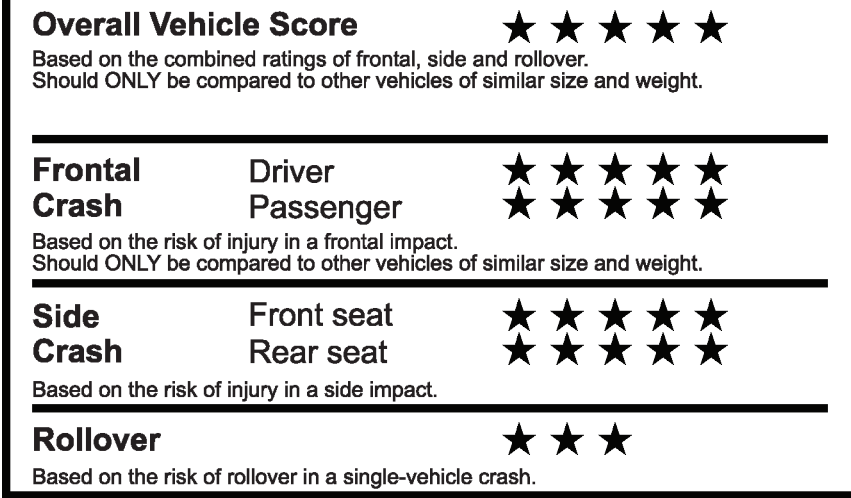 Overall Vehicle Score ★ ★ ★ ★ ★
Based on the combined ratings of frontal, side and rollover.
Should ONLY be compared to other vehicles of similar size and weight.
Frontal Driver ★ ★ ★ ★ ★
Crash Passenger ★ ★ ★ ★ ★
Based on the risk of injury in a frontal impact.
Should ONLY be compared to other vehicles of similar size and weight.
Side Front seat ★ ★ ★ ★ ★
Crash Rear seat ★ ★ ★ ★ ★
Based on the risk of injury in a side impact.
Rollover ★ ★ ★
Based on the risk of rollover in a single-vehicle crash.